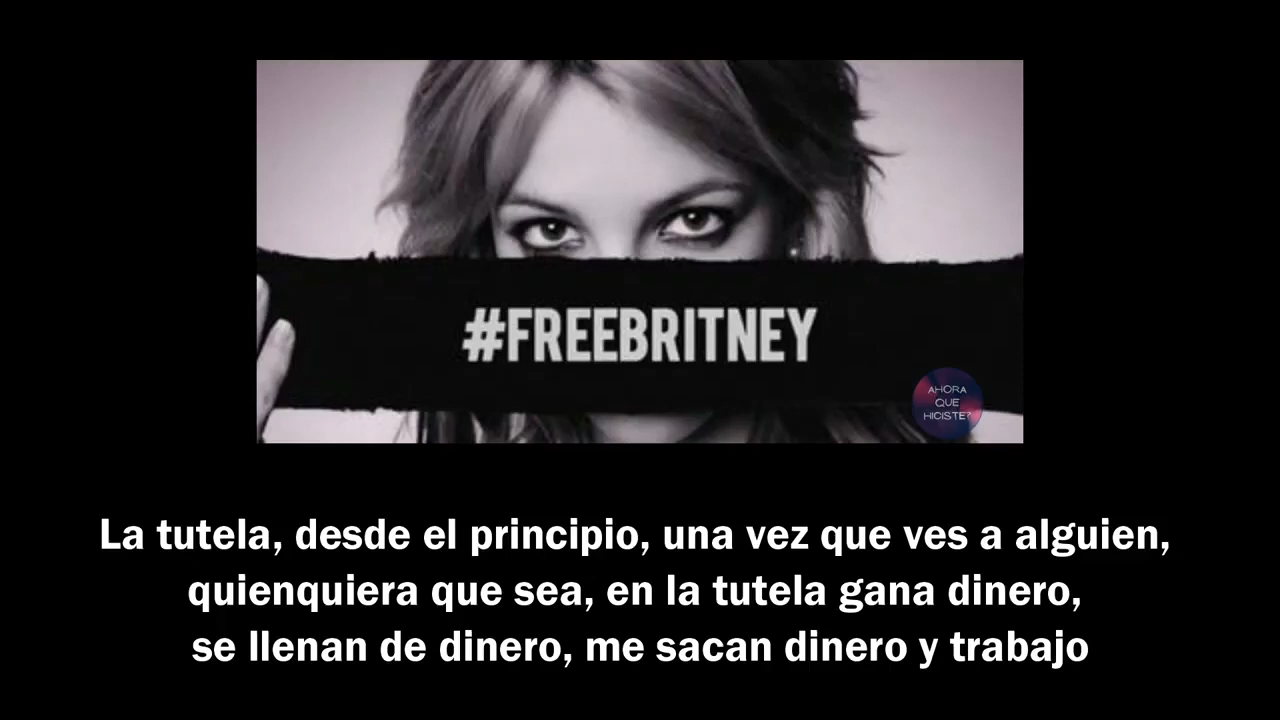 #FREEBRITNEY
AHORA
QUE
HICISTE?
La tutela, desde el principio, una vez que ves a alguien,
quienquiera que sea, en la tutela gana dinero,
se llenan de dinero, me sacan dinero y trabajo